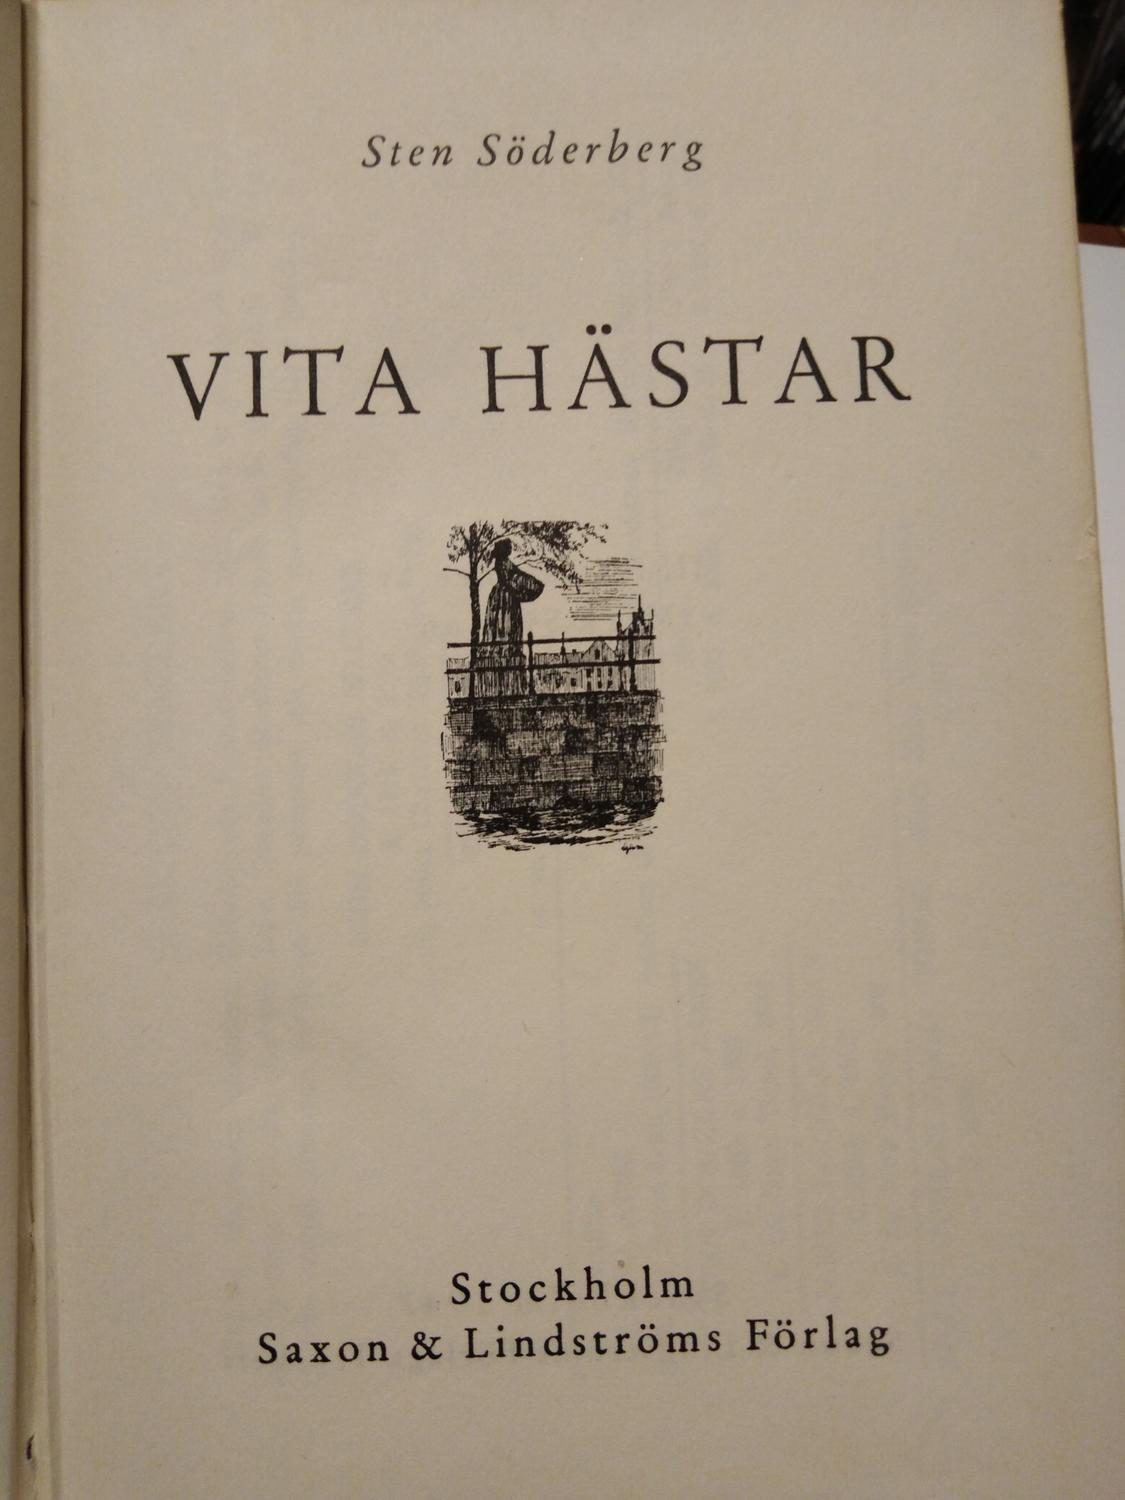 Sten Söderberg
VITA HÄSTAR
Stockholm
Saxon & Lindströms Förlag